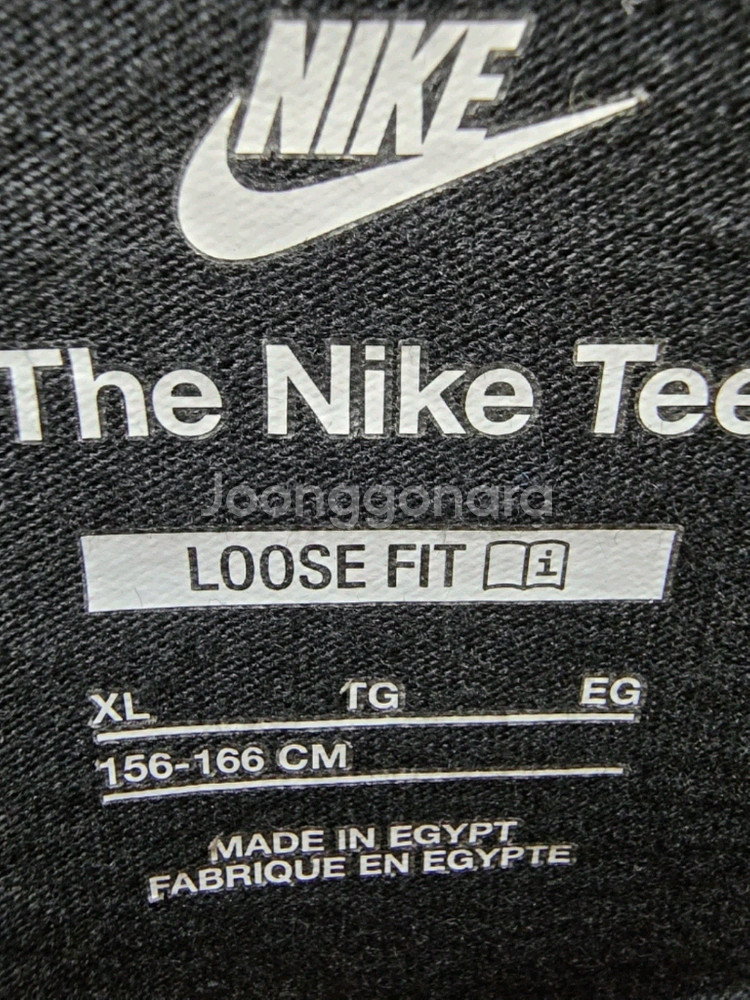 NIKE
The Nike Tee
Joonggonara
LOOSE FIT i
XL TG EG
156-166 CM
MADE IN EGYPT
FABRIQUE EN EGYPTE